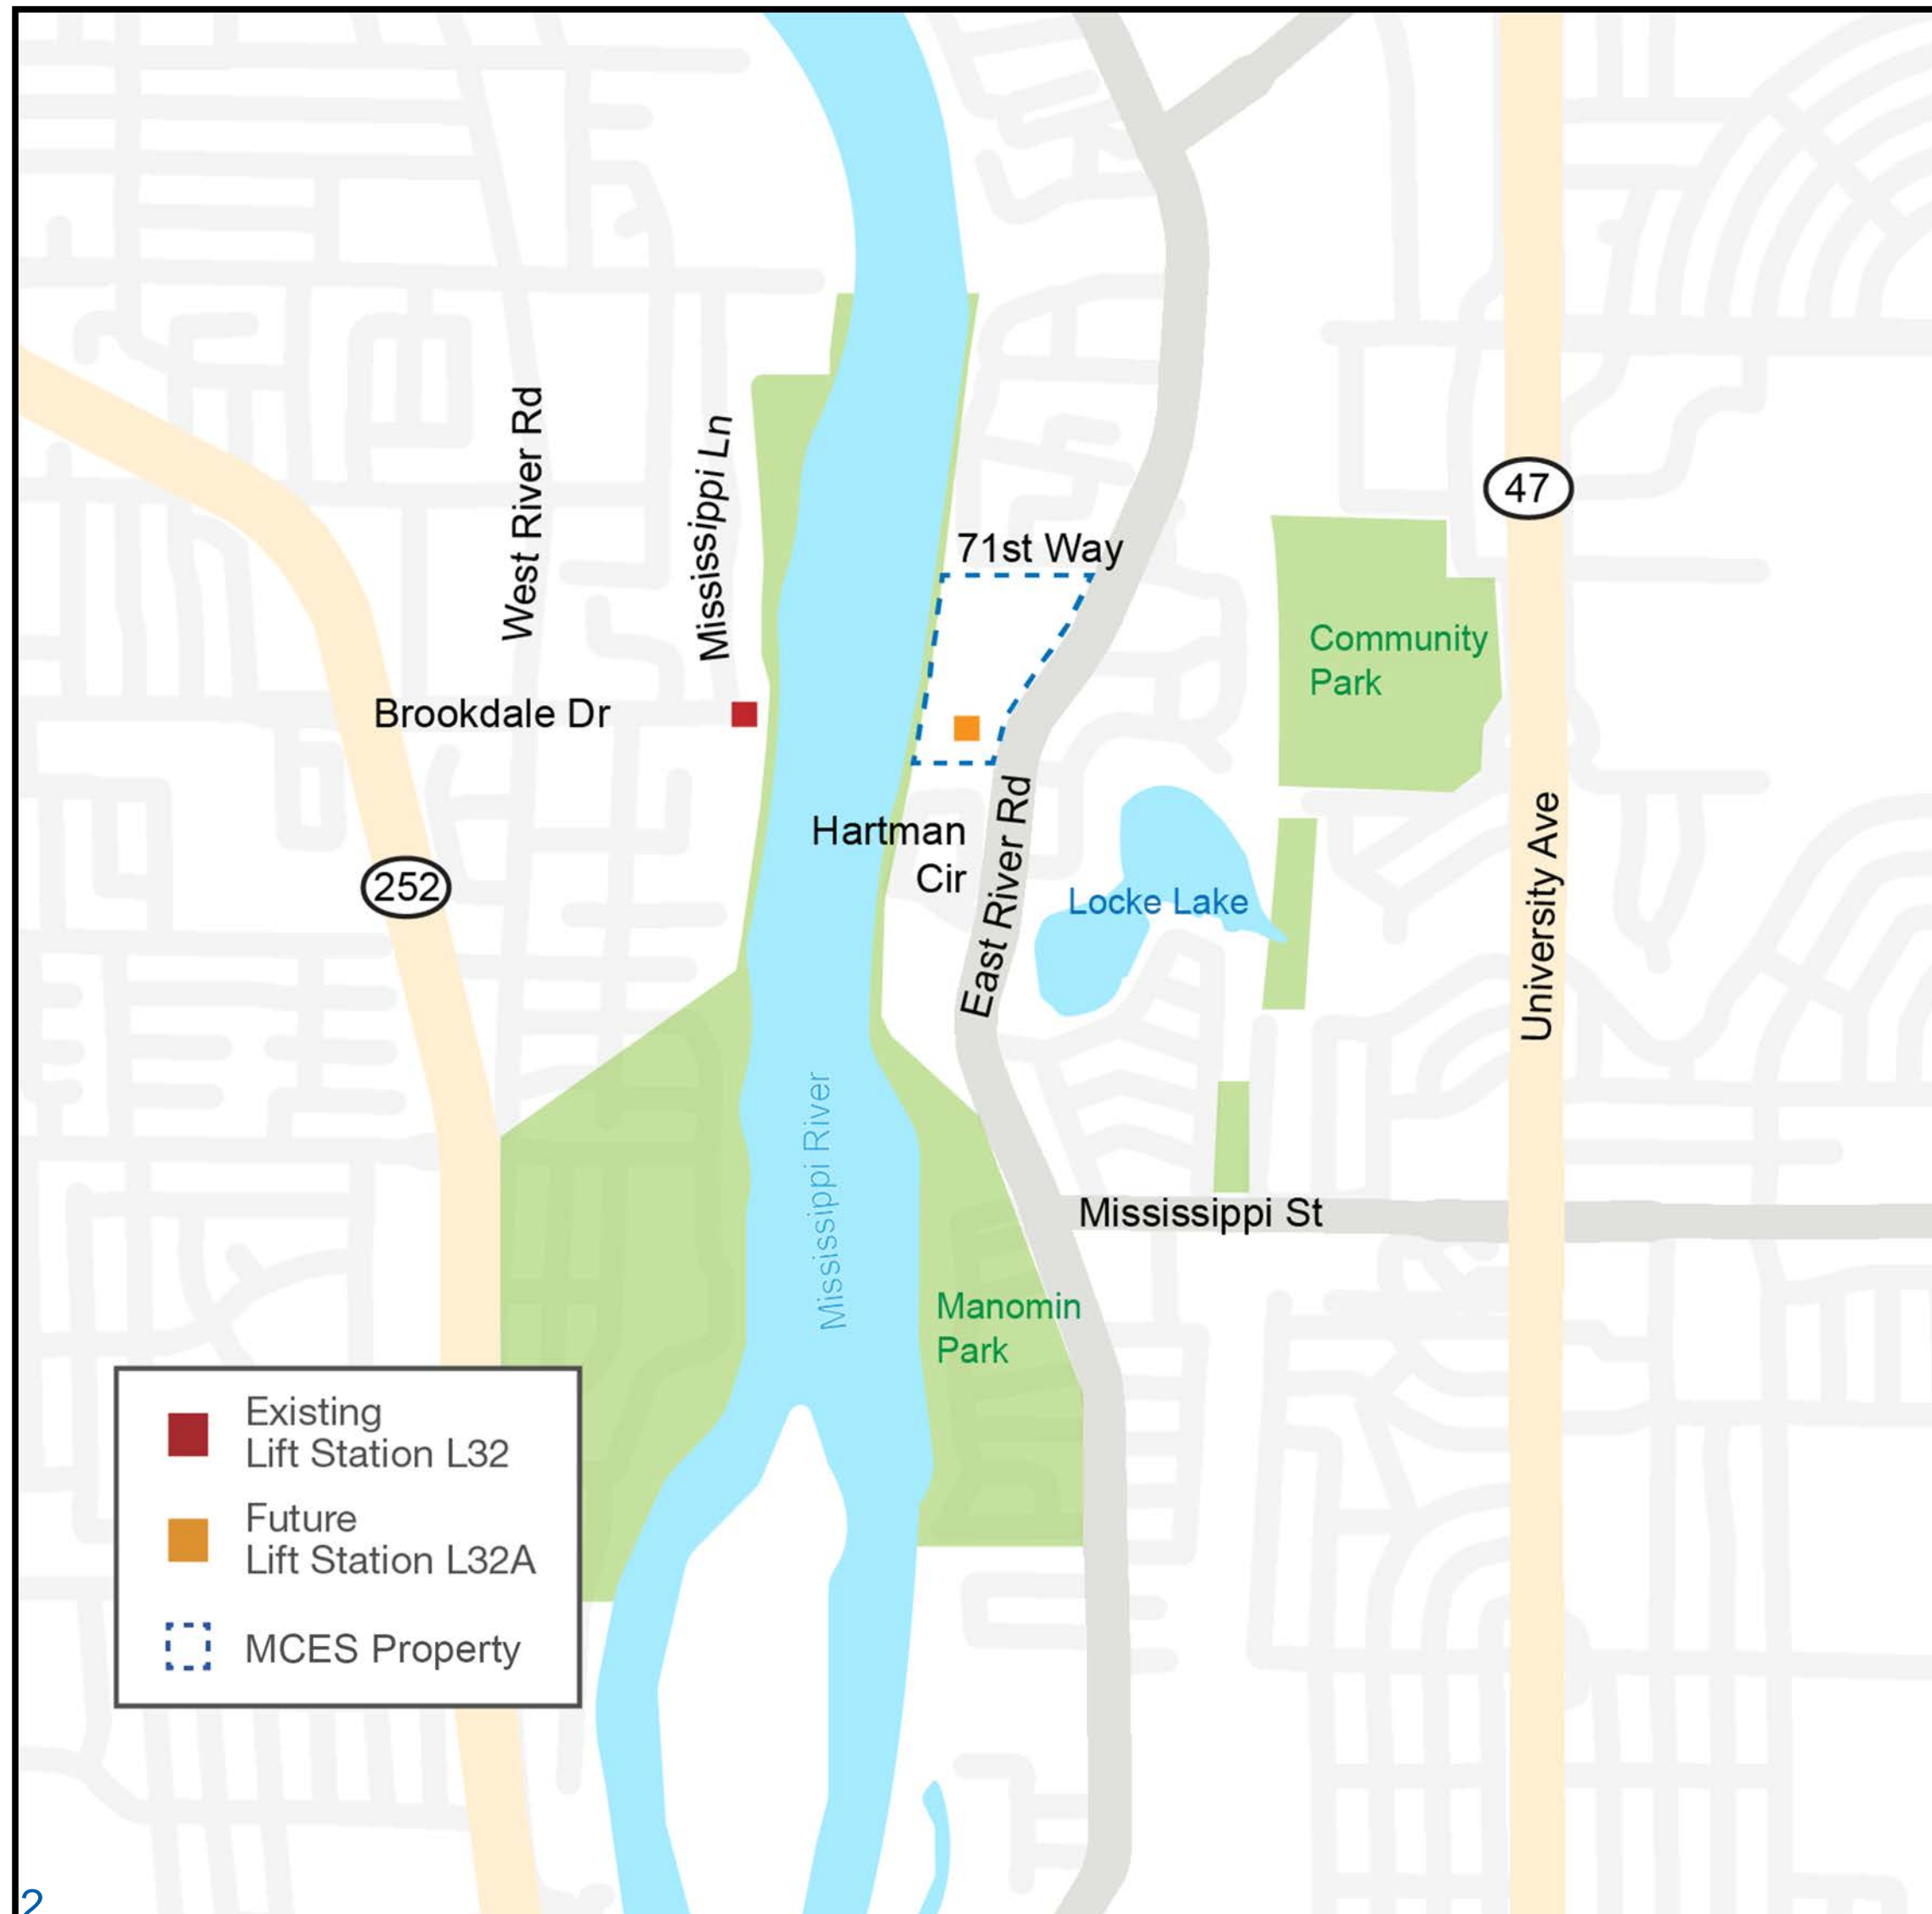 West River Rd
Mississippi Ln
47
71st Way
Community
Park
Brookdale Dr
Hartman
Cir
East River Rd
University Ave
252
Locke Lake
Mississippi River
Mississippi St
Manomin
Park
Existing
Lift Station L32
Future
Lift Station L32A
MCES Property
2